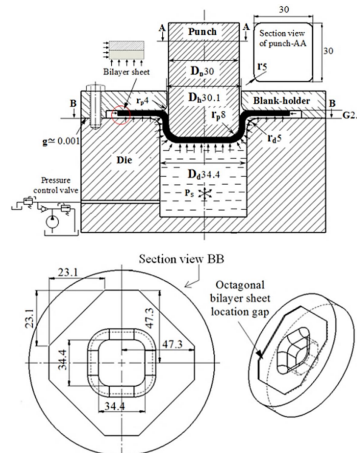 A A
30
Punch
Section view
of punch-AA
30
r5
Bilayer sheet
Dp30
Dh30.1
B rp4 rp8 Blank-holder B
G2.
0.001
rd5
Die
Dd34.4
Ps
Pressure
control valve
Section view BB
23.1
23.1
47.3
34.4
47.3
34.4
Octagonal
bilayer sheet
location gap